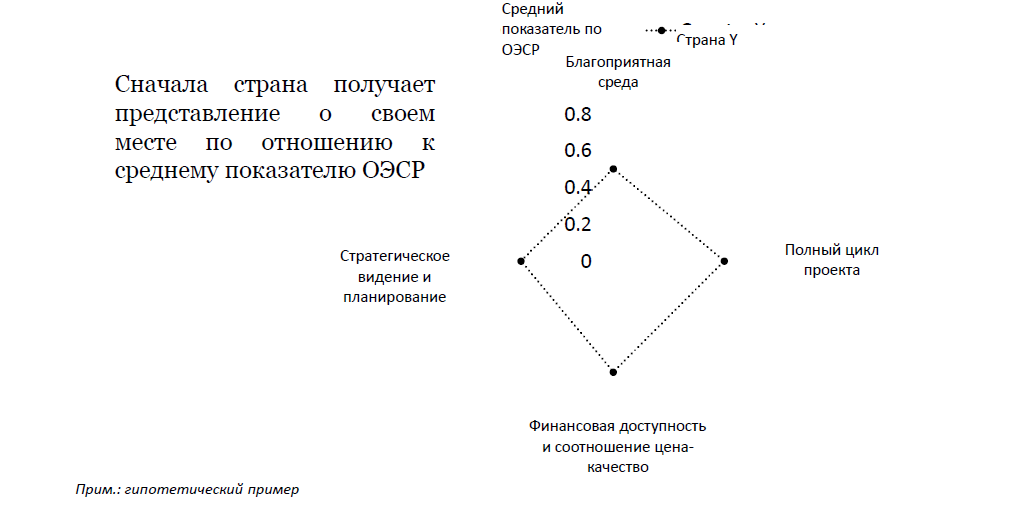 Средний
показатель по
ОЭСР
Страна Y
Сначала страна получает
представление о своем
месте по отношению к
среднему показателю ОЭСР
Благоприятная
среда
0.8
0.6
0.4
0.2
0
Стратегическое
видение и
планирование
Полный цикл
проекта
Финансовая доступность
и соотношение цена-
качество
Прим.: гипотетический пример